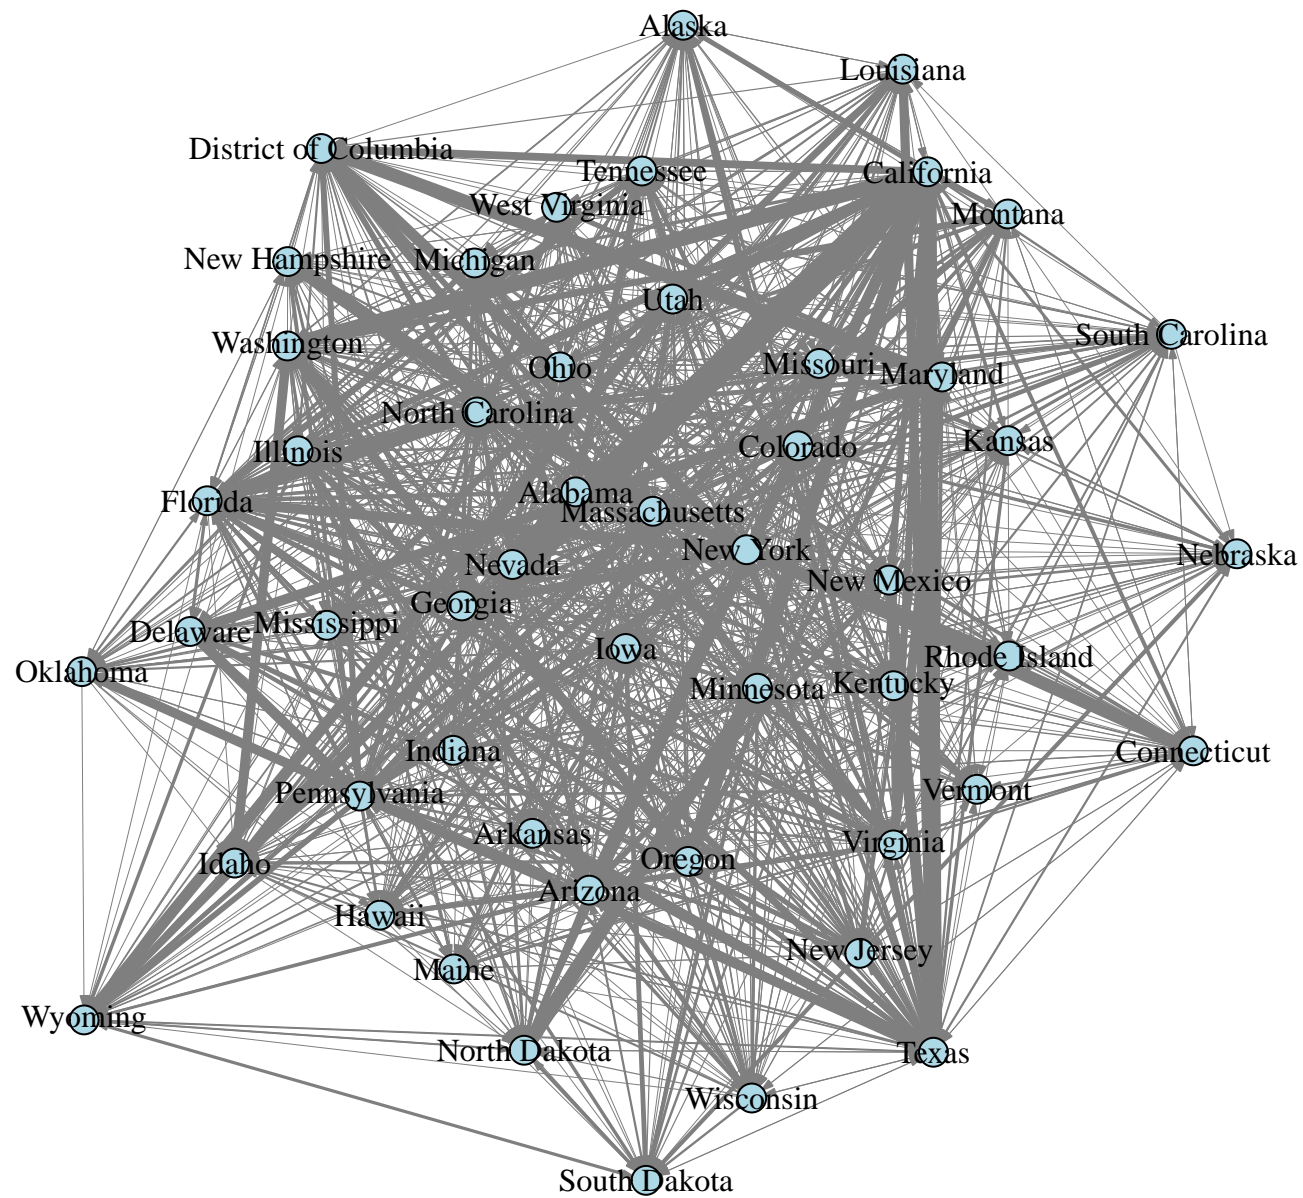 Alaska
Louisiana
District of Columbia
Tennessee
California
West Virginia
Montana
New Hampshire
Michigan
Utah
South Carolina
Washington
Ohio
Missouri
Maryland
North Carolina
Illinois
Colorado
Kansas
Florida
Alabama
Massachusetts
New York
Nebraska
Nevada
New Mexico
Georgia
Delaware
Mississippi
Iowa
Rhode Island
Oklahoma
Minnesota
Kentucky
Indiana
Connecticut
Pennsylvania
Vermont
Arkansas
Virginia
Idaho
Oregon
Arizona
Hawaii
New Jersey
Maine
Wyoming
North Dakota
Texas
Wisconsin
South Dakota